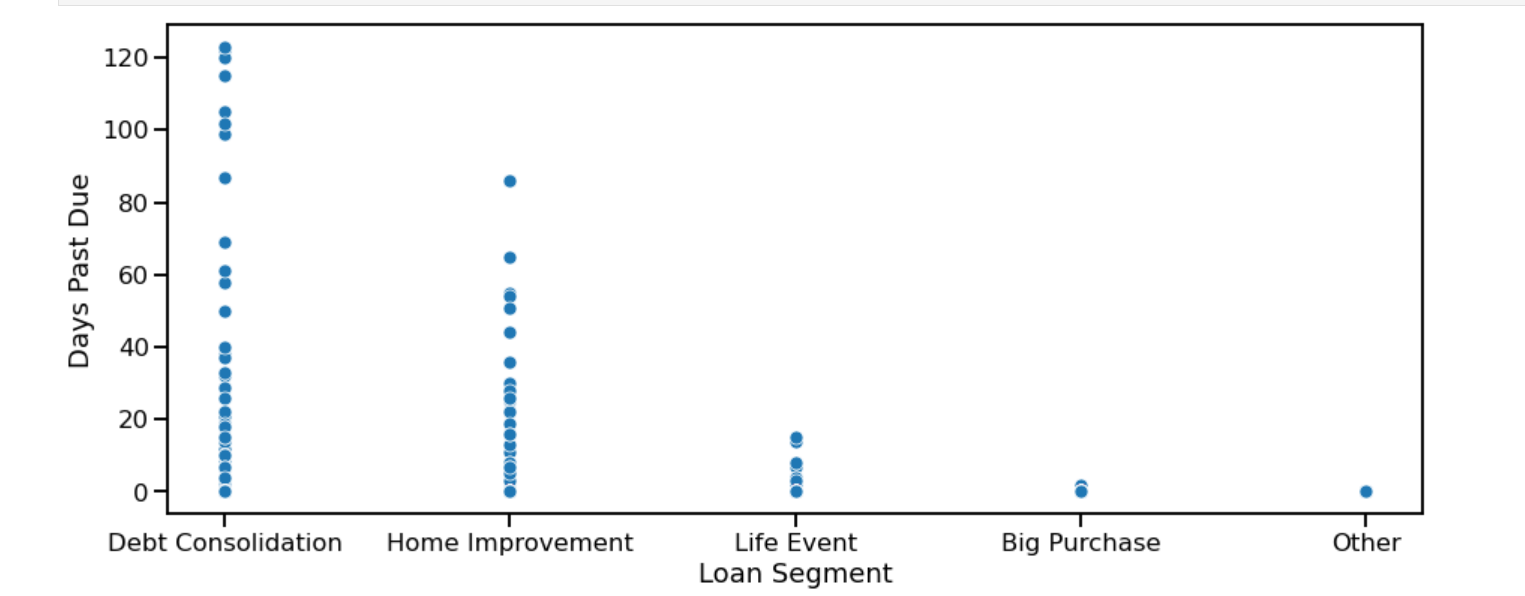 120
100
80
60
40
20
0
Days Past Due
Debt Consolidation Home Improvement Life Event Big Purchase Other
Loan Segment